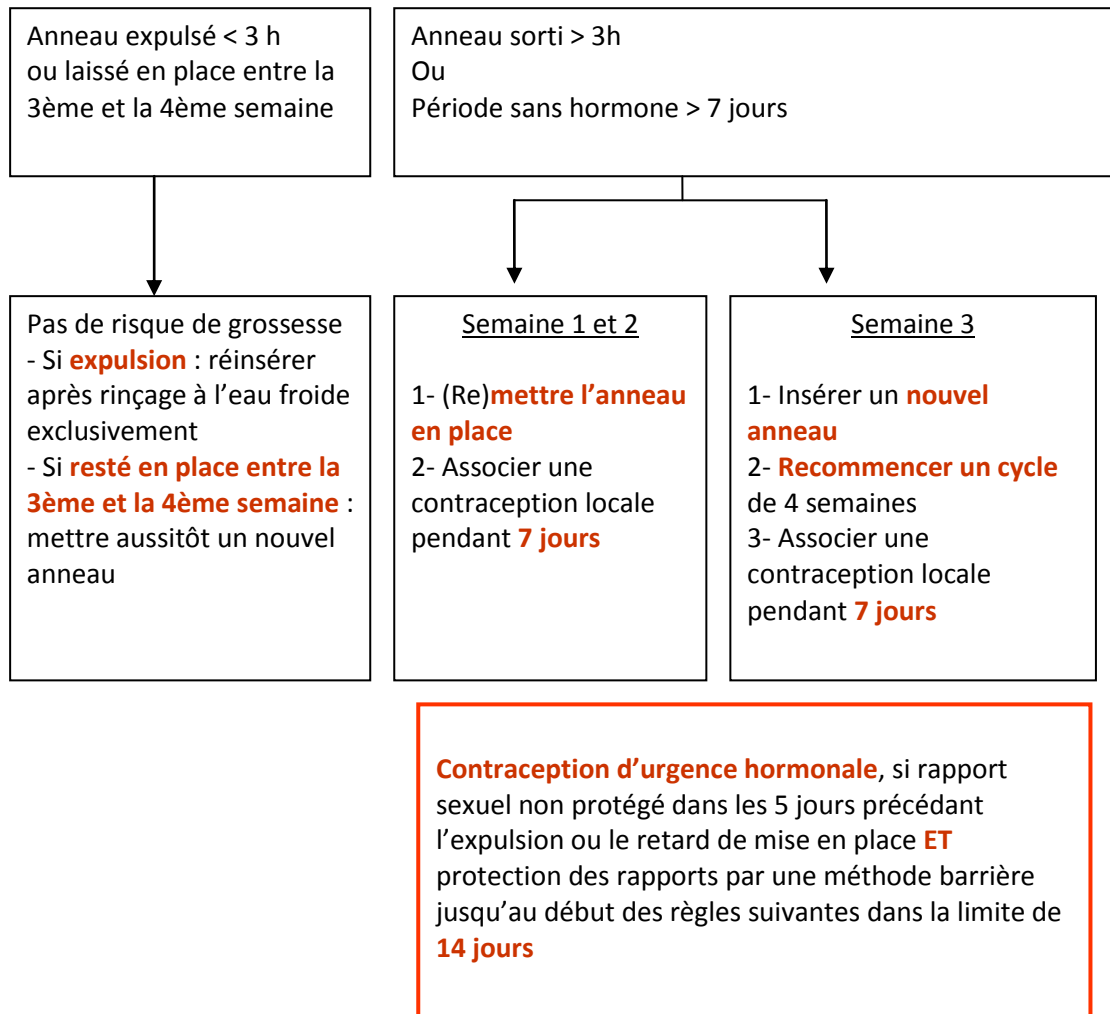 Anneau expulsé < 3 h
ou laissé en place entre la
3ème et la 4ème semaine
Anneau sorti > 3h
Ou
Période sans hormone > 7 jours
Pas de risque de grossesse
- Si expulsion : réinsérer
après rinçage à l’eau froide
exclusivement
- Si resté en place entre la
3ème et la 4ème semaine :
mettre aussitôt un nouvel
anneau
Semaine 1 et 2
1- (Re)mettre l’anneau
en place
2- Associer une
contraception locale
pendant 7 jours
Semaine 3
1- Insérer un nouvel
anneau
2- Recommencer un cycle
de 4 semaines
3- Associer une
contraception locale
pendant 7 jours
Contraception d’urgence hormonale, si rapport
sexuel non protégé dans les 5 jours précédant
l’expulsion ou le retard de mise en place ET
protection des rapports par une méthode barrière
jusqu’au début des règles suivantes dans la limite de
14 jours